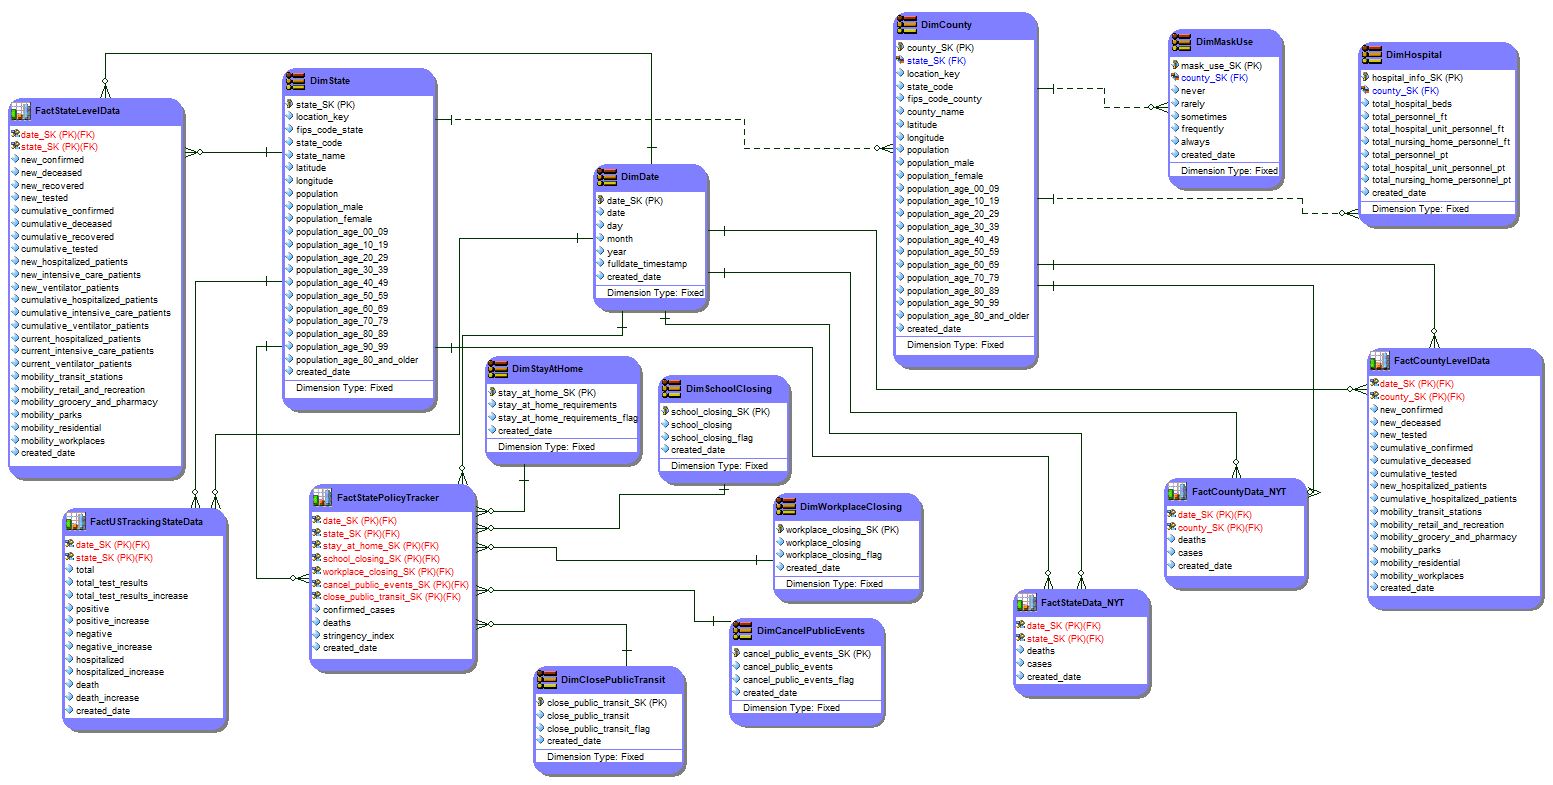 FactStateLevelData
date_SK (PK)(FK)
state_SK (PK)(FK)
new_confirmed
new_deceased
new_recovered
new_tested
cumulative_confirmed
cumulative_deceased
cumulative_recovered
cumulative_tested
new_hospitalized_patients
new_intensive_care_patients
new_ventilator_patients
cumulative_hospitalized_patients
cumulative_intensive_care_patients
cumulative_ventilator_patients
current_hospitalized_patients
current_intensive_care_patients
current_ventilator_patients
mobility_transit_stations
mobility_retail_and_recreation
mobility_grocery_and_pharmacy
mobility_parks
mobility_residential
mobility_workplaces
created_date
DimState
state_SK (PK)
location_key
fips_code_state
state_code
state_name
latitude
longitude
population
population_male
population_female
population_age_00_09
population_age_10_19
population_age_20_29
population_age_30_39
population_age_40_49
population_age_50_59
population_age_60_69
population_age_70_79
population_age_80_89
population_age_90_99
population_age_80_and_older
created_date
Dimension Type: Fixed
DimDate
date_SK (PK)
date
day
month
year
fulldate_timestamp
created_date
Dimension Type: Fixed
DimCounty
county_SK (PK)
state_SK (FK)
location_key
state_code
fips_code_county
county_name
latitude
longitude
population
population_male
population_female
population_age_00_09
population_age_10_19
population_age_20_29
population_age_30_39
population_age_40_49
population_age_50_59
population_age_60_69
population_age_70_79
population_age_80_89
population_age_90_99
population_age_80_and_older
created_date
Dimension Type: Fixed
DimMaskUse
mask_use_SK (PK)
county_SK (FK)
never
rarely
sometimes
frequently
always
created_date
Dimension Type: Fixed
DimHospital
hospital_info_SK (PK)
county_SK (FK)
total_hospital_beds
total_personnel_ft
total_hospital_unit_personnel_ft
total_nursing_home_personnel_ft
total_personnel_pt
total_hospital_unit_personnel_pt
total_nursing_home_personnel_pt
created_date
Dimension Type: Fixed
DimStayAtHome
stay_at_home_SK (PK)
stay_at_home_requirements
stay_at_home_requirements_flag
created_date
Dimension Type: Fixed
DimSchoolClosing
school_closing_SK (PK)
school_closing
school_closing_flag
created_date
Dimension Type: Fixed
FactCountyLevelData
date_SK (PK)(FK)
county_SK (PK)(FK)
new_confirmed
new_deceased
new_tested
cumulative_confirmed
cumulative_deceased
cumulative_tested
new_hospitalized_patients
cumulative_hospitalized_patients
mobility_transit_stations
mobility_retail_and_recreation
mobility_grocery_and_pharmacy
mobility_parks
mobility_residential
mobility_workplaces
created_date
FactUSTrackingStateData
date_SK (PK)(FK)
state_SK (PK)(FK)
total
total_test_results
total_test_results_increase
positive
positive_increase
negative
negative_increase
hospitalized
hospitalized_increase
death
death_increase
created_date
FactStatePolicyTracker
date_SK (PK)(FK)
state_SK (PK)(FK)
stay_at_home_SK (PK)(FK)
school_closing_SK (PK)(FK)
workplace_closing_SK (PK)(FK)
cancel_public_events_SK (PK)(FK)
close_public_transit_SK (PK)(FK)
confirmed_cases
deaths
stringency_index
created_date
DimWorkplaceClosing
workplace_closing_SK (PK)
workplace_closing
workplace_closing_flag
created_date
Dimension Type: Fixed
FactCountyData_NYT
date_SK (PK)(FK)
county_SK (PK)(FK)
deaths
cases
created_date
FactStateData_NYT
date_SK (PK)(FK)
state_SK (PK)(FK)
deaths
cases
created_date
DimCancelPublicEvents
cancel_public_events_SK (PK)
cancel_public_events
cancel_public_events_flag
created_date
Dimension Type: Fixed
DimClosePublicTransit
close_public_transit_SK (PK)
close_public_transit
close_public_transit_flag
created_date
Dimension Type: Fixed